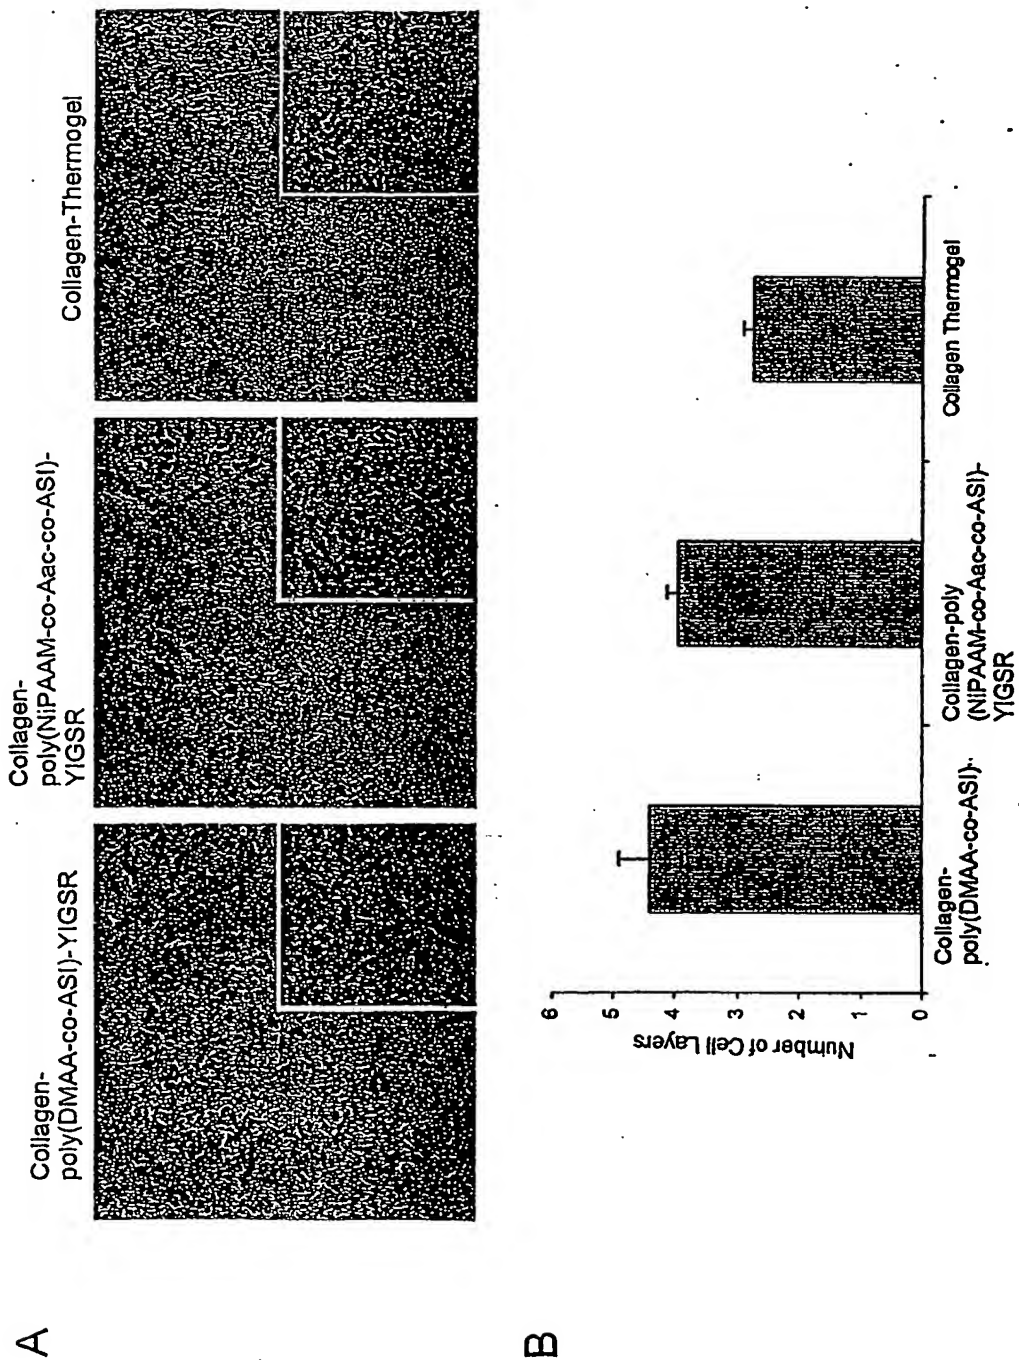 A
Collagen-
poly(DMAA-co-ASI)-YIGSR
Collagen-
poly(NiPAAM-co-Aac-co-ASI)-
YIGSR
Collagen-Thermogel
B
Number of Cell Layers
6
5
4
3
2
1
0
Collagen-
poly(DMAA-co-ASI)-
Collagen-poly
(NiPAAM-co-Aac-co-ASI)-
YIGSR
Collagen Thermogel